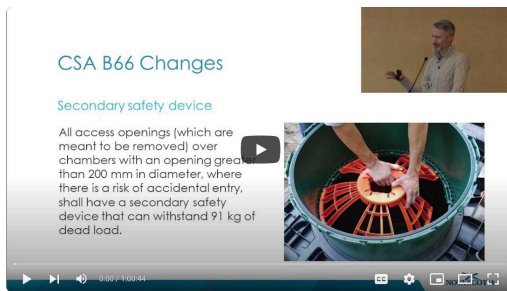 CSA B66 Changes
Secondary safety device
All access openings (which are
meant to be removed) over
chambers with an opening greater
than 200 mm in diameter, where
there is a risk of accidental entry,
shall have a secondary safety
device that can withstand 91 kg of
dead load.
0:00 / 1:00:44
CC